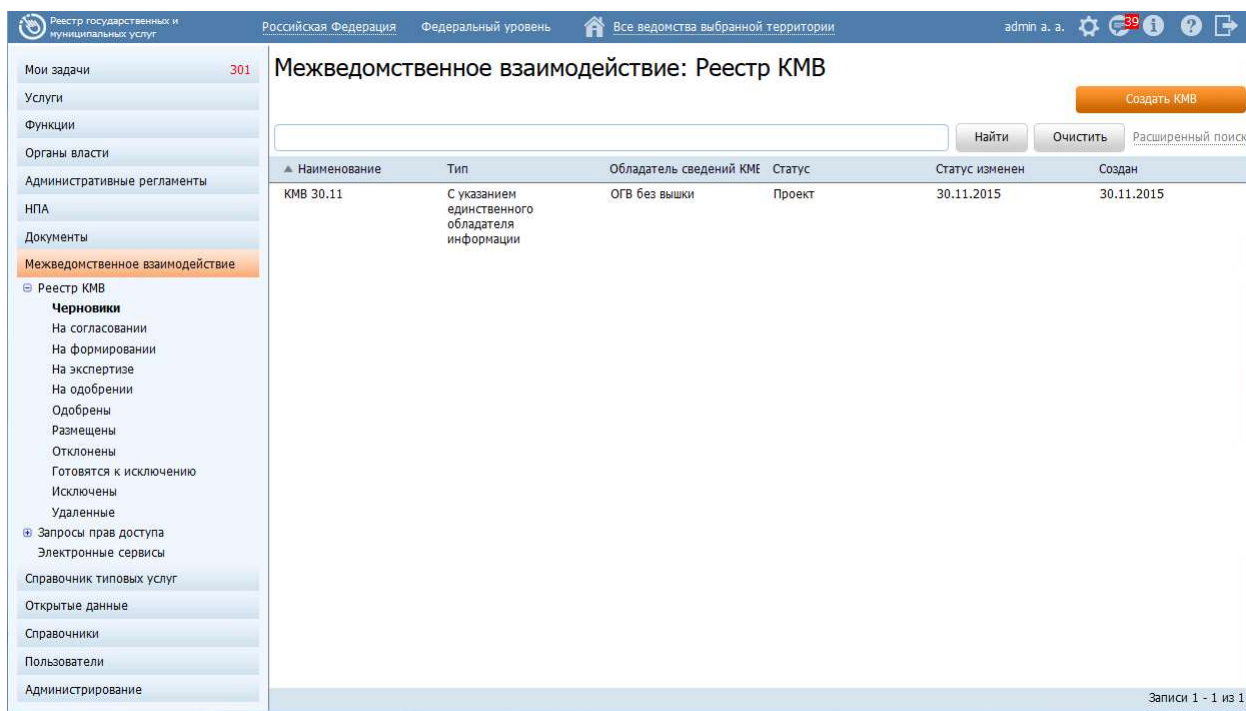 Реестр государственных и
муниципальных услуг
Российская Федерация
Федеральный уровень
Все ведомства выбранной территории
admin a. a.
39
Мои задачи 301
Услуги
Функции
Органы власти
Административные регламенты
НПА
Документы
Межведомственное взаимодействие
Реестр КМВ
Черновики
На согласовании
На формировании
На экспертизе
На одобрении
Одобрены
Размещены
Отклонены
Готовятся к исключению
Исключены
Удаленные
Запросы прав доступа
Электронные сервисы
Справочник типовых услуг
Открытые данные
Справочники
Пользователи
Администрирование
Межведомственное взаимодействие: Реестр КМВ
Создать КМВ
Найти Очистить Расширенный поиск
Наименование Тип Обладатель сведений КМВ Статус Статус изменен Создан
КМВ 30.11 С указанием ОГВ без вышки Проект 30.11.2015 30.11.2015
единственного
обладателя
информации
Записи 1 - 1 из 1